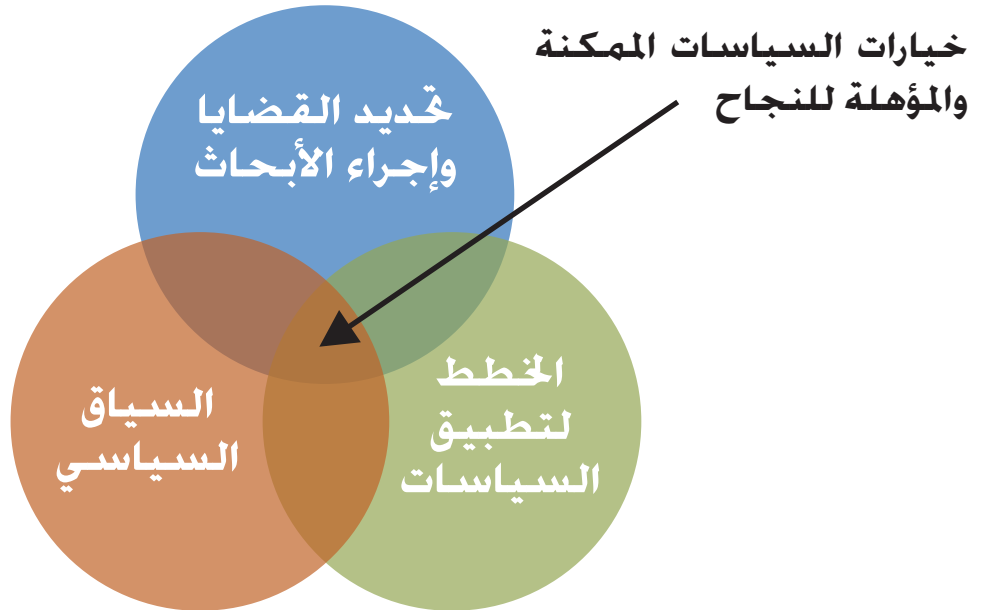 خيارات السياسات الممكنة
والمؤهلة للنجاح
تحديد القضايا
وإجراء الأبحاث
الخطط
لتطبيق
السياسات
السياق
السياسي